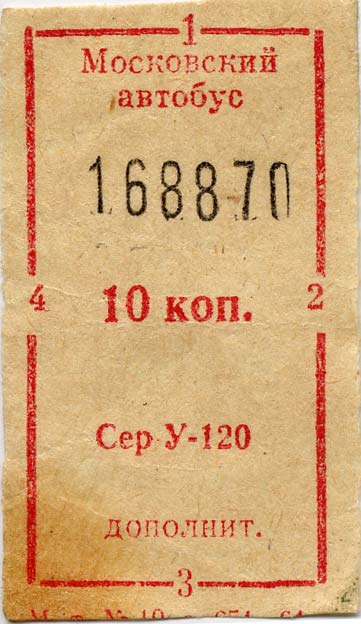 1
Московский
автобус
168870
4 10 коп. 2
Сер У-120
дополнит.
3